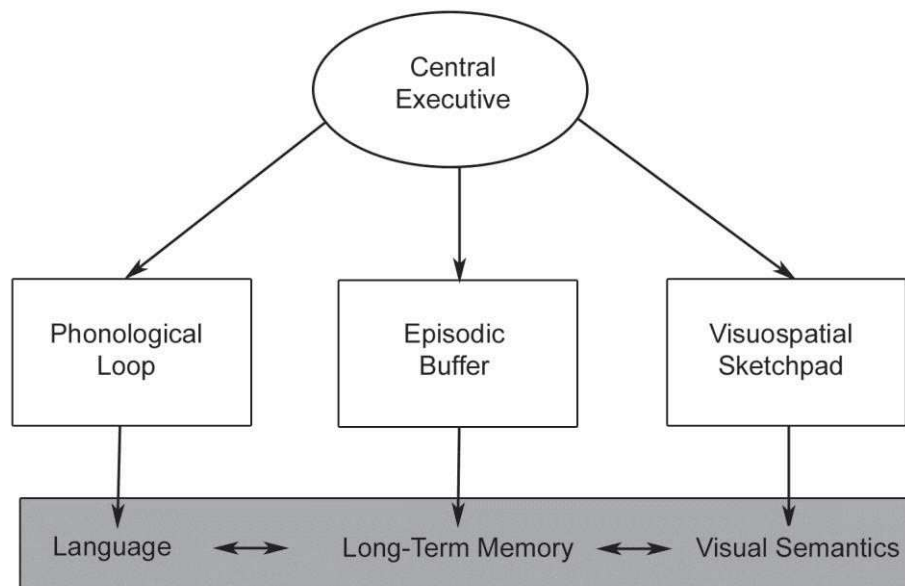 Central
Executive
Phonological
Loop
Episodic
Buffer
Visuospatial
Sketchpad
Language
Long-Term Memory
Visual Semantics